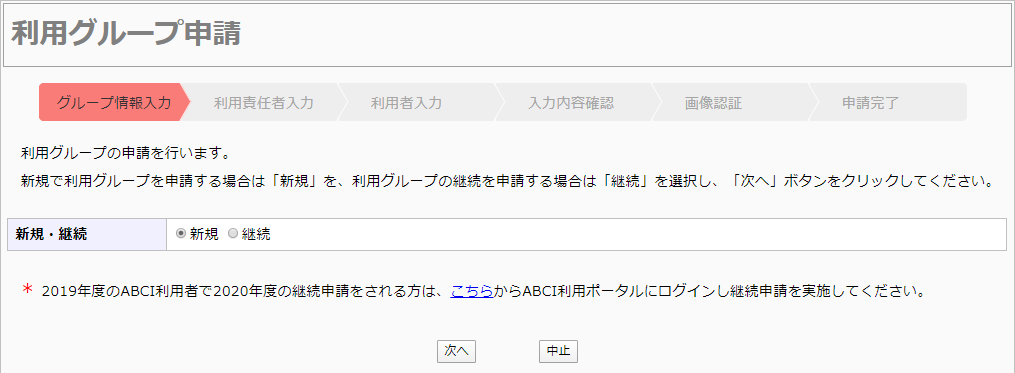 利用グループ申請
グループ情報入力 利用責任者入力 利用者入力 入力内容確認 画像認証 申請完了
利用グループの申請を行います。
新規で利用グループを申請する場合は「新規」を、利用グループの継続を申請する場合は「継続」を選択し、「次へ」ボタンをクリックしてください。
新規・継続 新規 継続
* 2019年度のABCI利用者で2020年度の継続申請をされる方は、こちらからABCI利用ポータルにログインし継続申請を実施してください。
次へ 中止